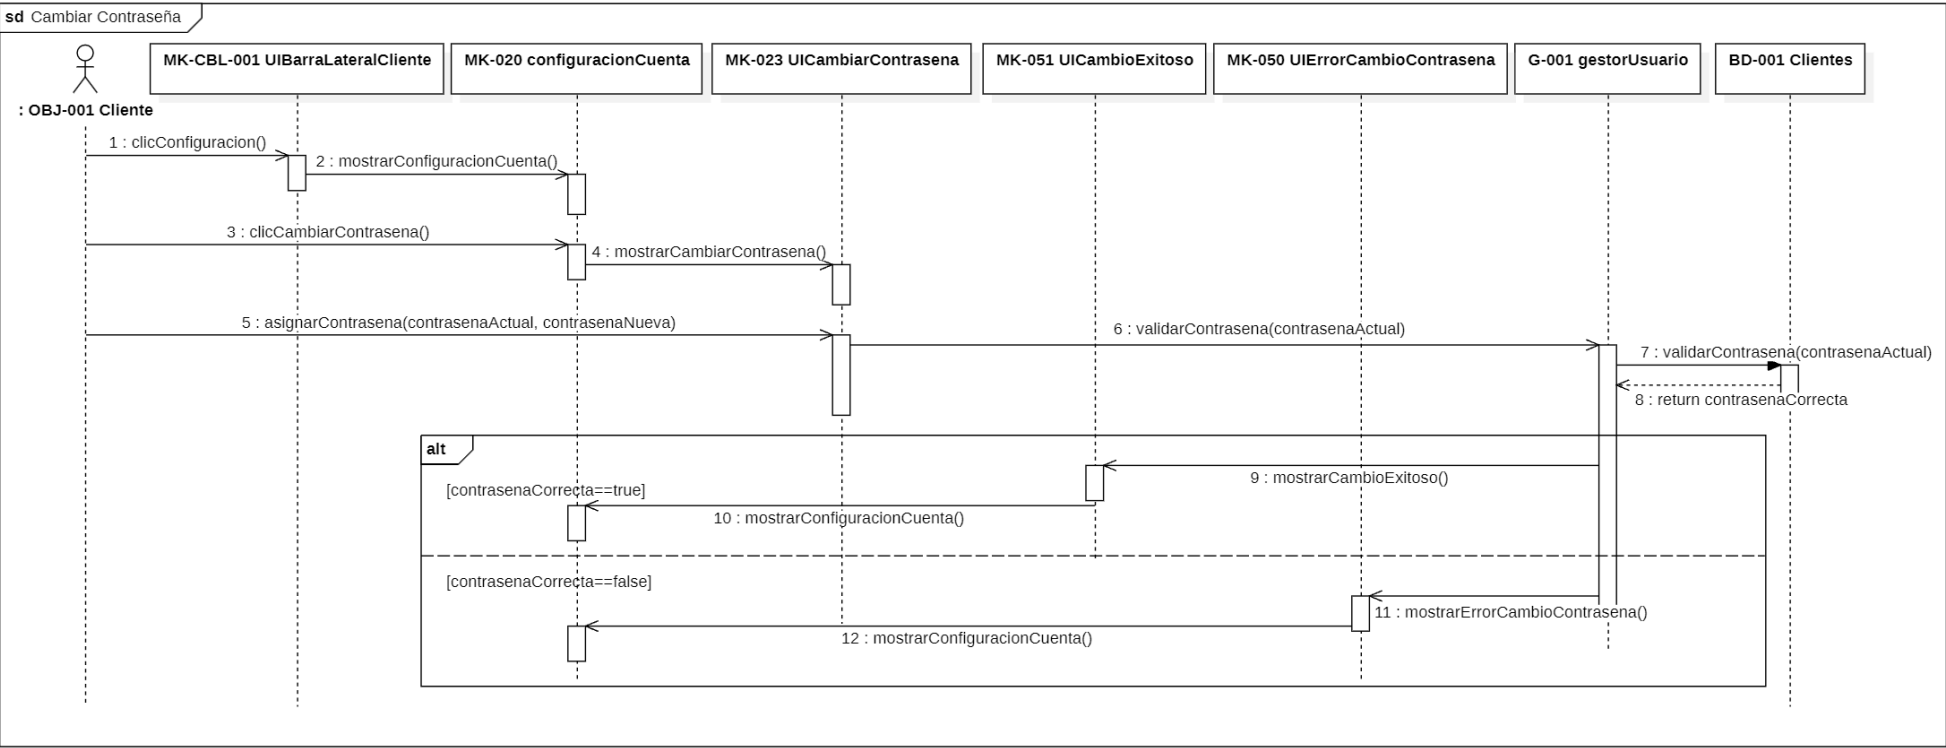 sd Cambiar Contraseña
MK-CBL-001 UIBarraLateralCliente
MK-020 configuracionCuenta
MK-023 UICambiarContrasena
MK-051 UICambioExitoso
MK-050 UIErrorCambioContrasena
G-001 gestorUsuario
BD-001 Clientes
: OBJ-001 Cliente
1 : clicConfiguracion()
2 : mostrarConfiguracionCuenta()
3 : clicCambiarContrasena()
4 : mostrarCambiarContrasena()
5 : asignarContrasena(contrasenaActual, contrasenaNueva)
6 : validarContrasena(contrasenaActual)
7 : validarContrasena(contrasenaActual)
8 : return contrasenaCorrecta
alt
9 : mostrarCambioExitoso()
[contrasenaCorrecta==true]
10 : mostrarConfiguracionCuenta()
[contrasenaCorrecta==false]
11 : mostrarErrorCambioContrasena()
12 : mostrarConfiguracionCuenta()